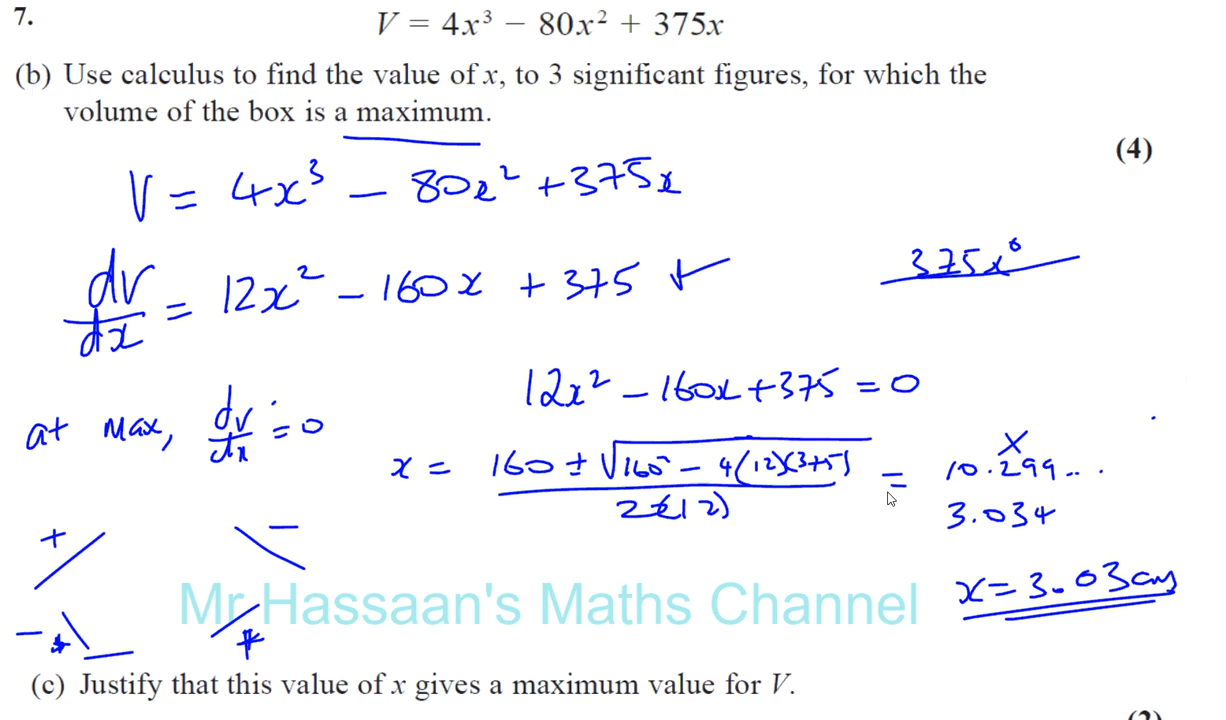 7.
V = 4x³ − 80x² + 375x
(b) Use calculus to find the value of x, to 3 significant figures, for which the
volume of the box is a maximum.
(4)
V = 4x³ − 80x² + 375x
dv/dx = 12x² − 160x + 375 ✓
375x⁰
12x² − 160x + 375 = 0
at max, dv/dx = 0
x = (160 ± √(160² − 4(12)(375))) / 2(12) = 10.299... X
3.034
x = 3.03cm
+ −
− +
Mr Hassaan's Maths Channel
(c) Justify that this value of x gives a maximum value for V.